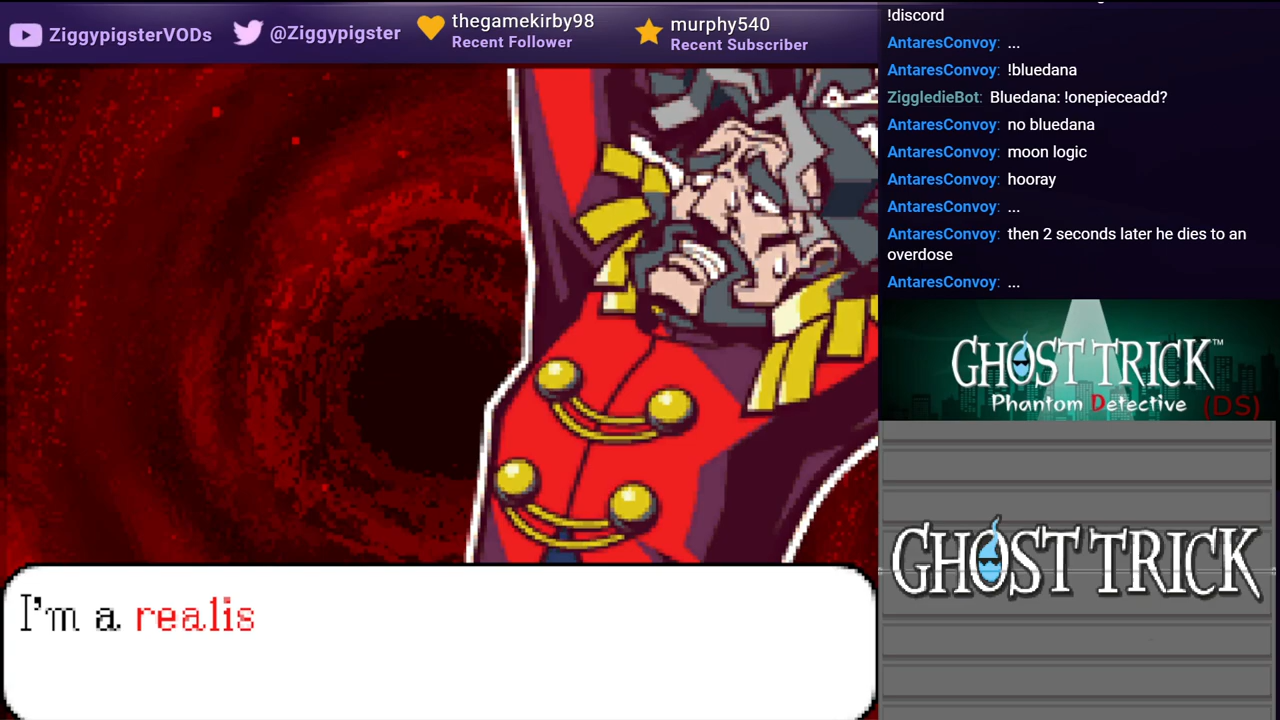 ZiggypigsterVODs
@Ziggypigster
thegamekirby98
Recent Follower
murphy540
Recent Subscriber
!discord
AntaresConvoy: ...
AntaresConvoy: !bluedana
ZiggledieBot: Bluedana: !onepieceadd?
AntaresConvoy: no bluedana
AntaresConvoy: moon logic
AntaresConvoy: hooray
AntaresConvoy: ...
AntaresConvoy: then 2 seconds later he dies to an
overdose
AntaresConvoy: ...
GHOST TRICK™
Phantom Detective (DS)
GHOST TRICK
I'm a realis